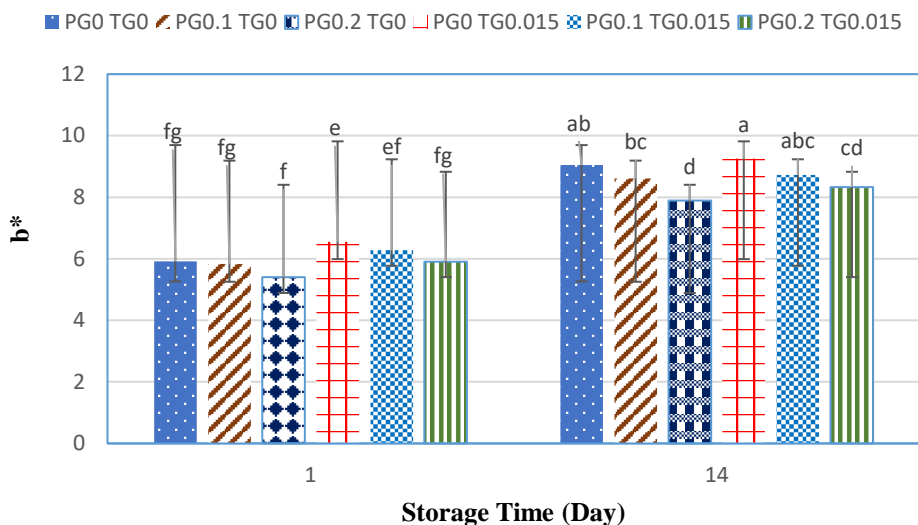 PG0 TG0 PG0.1 TG0 PG0.2 TG0 PG0 TG0.015 PG0.1 TG0.015 PG0.2 TG0.015
12
10
8
6
4
2
0
b*
fg fg f e ef fg ab bc d a abc cd
1 14
Storage Time (Day)